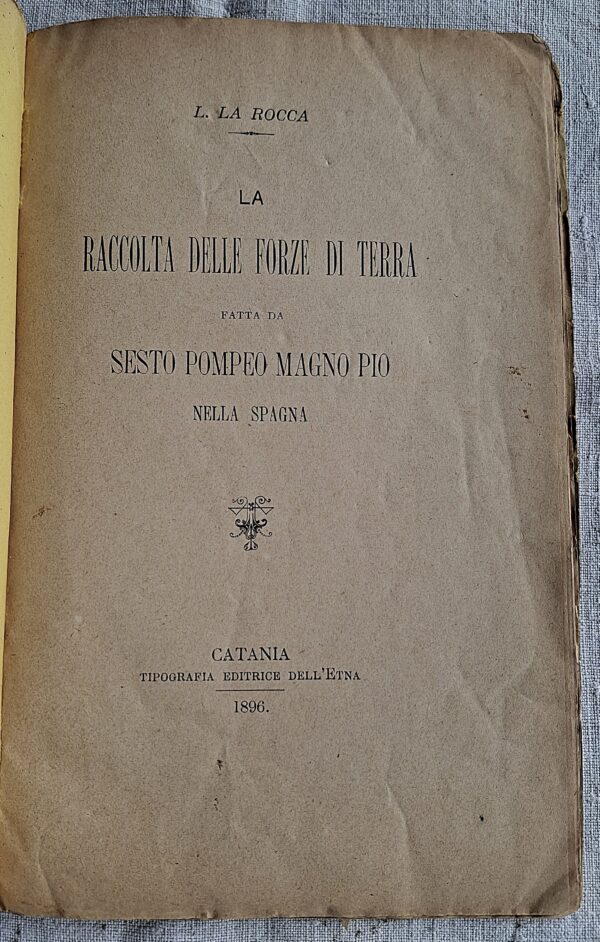 L. LA ROCCA
LA
RACCOLTA DELLE FORZE DI TERRA
FATTA DA
SESTO POMPEO MAGNO PIO
NELLA SPAGNA
CATANIA
TIPOGRAFIA EDITRICE DELL'ETNA
1896.